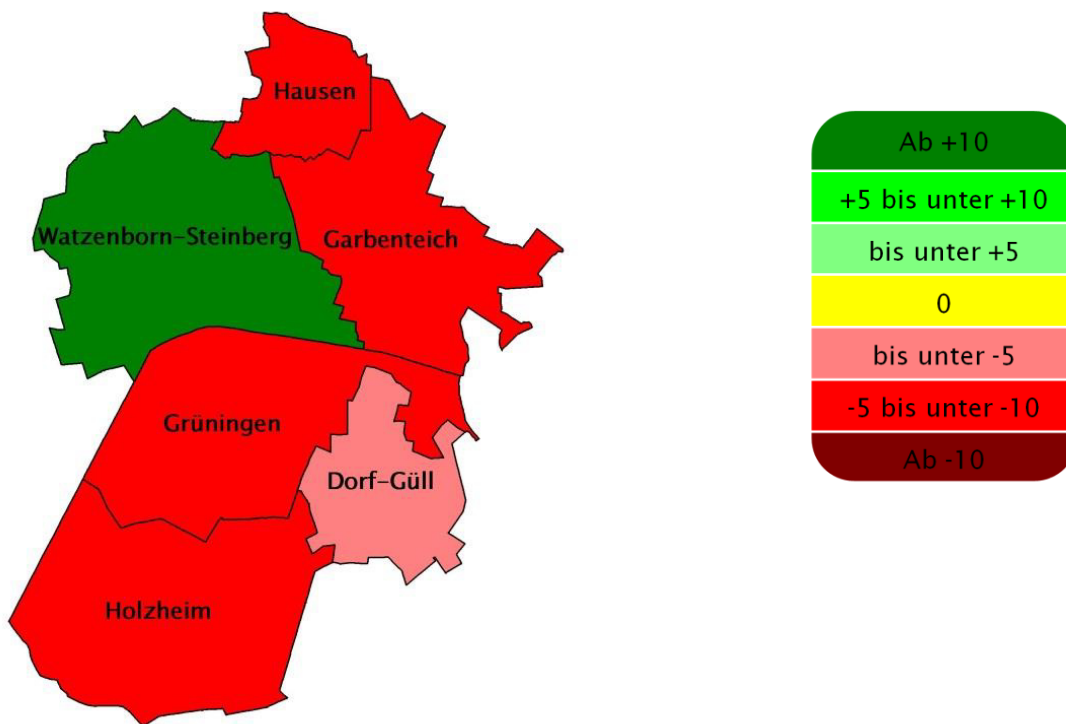 Hausen
Watzenborn-Steinberg
Garbenteich
Grüningen
Dorf-Güll
Holzheim
Ab +10
+5 bis unter +10
bis unter +5
0
bis unter -5
-5 bis unter -10
Ab -10